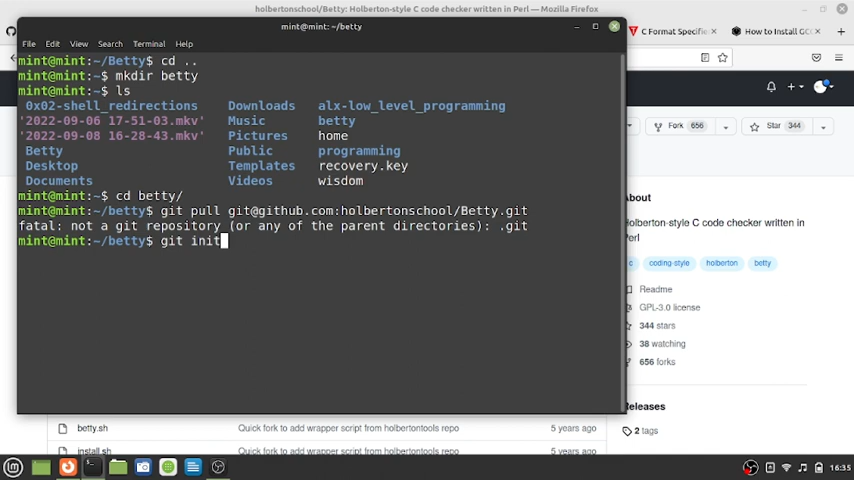 holbertonschool/Betty: Holberton-style C code checker written in Perl — Mozilla Firefox
mint@mint: ~/betty
File Edit View Search Terminal Help
C Format Specifie
How to Install GC
mint@mint:~/Betty$ cd ..
mint@mint:~$ mkdir betty
mint@mint:~$ ls
0x02-shell_redirections Downloads alx-low_level_programming
'2022-09-06 17-51-03.mkv' Music betty
'2022-09-08 16-28-43.mkv' Pictures home
Betty Public programming
Desktop Templates recovery.key
Documents Videos wisdom
mint@mint:~$ cd betty/
mint@mint:~/betty$ git pull git@github.com:holbertonschool/Betty.git
fatal: not a git repository (or any of the parent directories): .git
mint@mint:~/betty$ git init
Fork 656
Star 344
About
Holberton-style C code checker written in
Perl
c coding-style holberton betty
Readme
GPL-3.0 license
344 stars
38 watching
656 forks
Releases
2 tags
betty.sh Quick fork to add wrapper script from holbertontools repo 5 years ago
install.sh Quick fork to add wrapper script from holbertontools repo 5 years ago
16:35